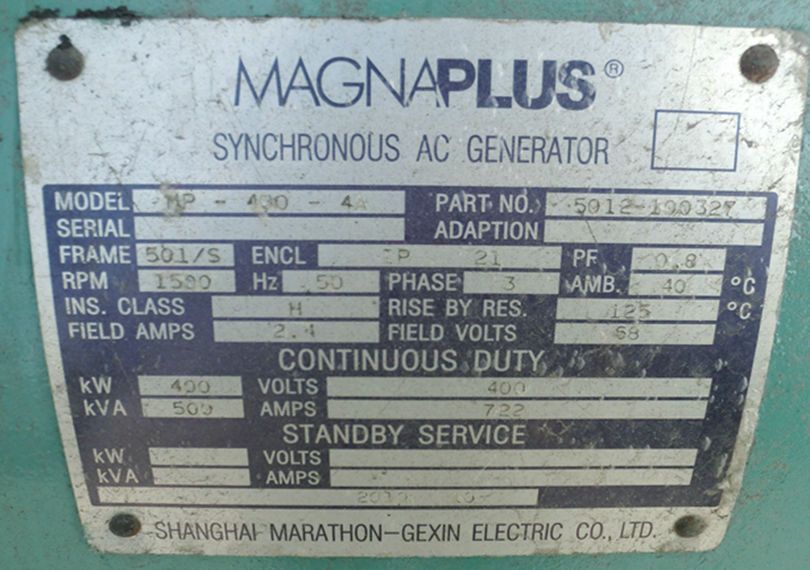 MAGNAPLUS®
SYNCHRONOUS AC GENERATOR
MODEL MP - 400 - 4A PART NO. 5012-100327
SERIAL ADAPTION
FRAME 501/S ENCL IP 21 PF 0.8
RPM 1500 Hz 50 PHASE 3 AMB. 40 °C
INS. CLASS H RISE BY RES. 125 °C
FIELD AMPS 2.4 FIELD VOLTS 68
CONTINUOUS DUTY
kW 400 VOLTS 400
kVA 500 AMPS 722
STANDBY SERVICE
kW VOLTS
kVA AMPS
SHANGHAI MARATHON-GEXIN ELECTRIC CO., LTD.